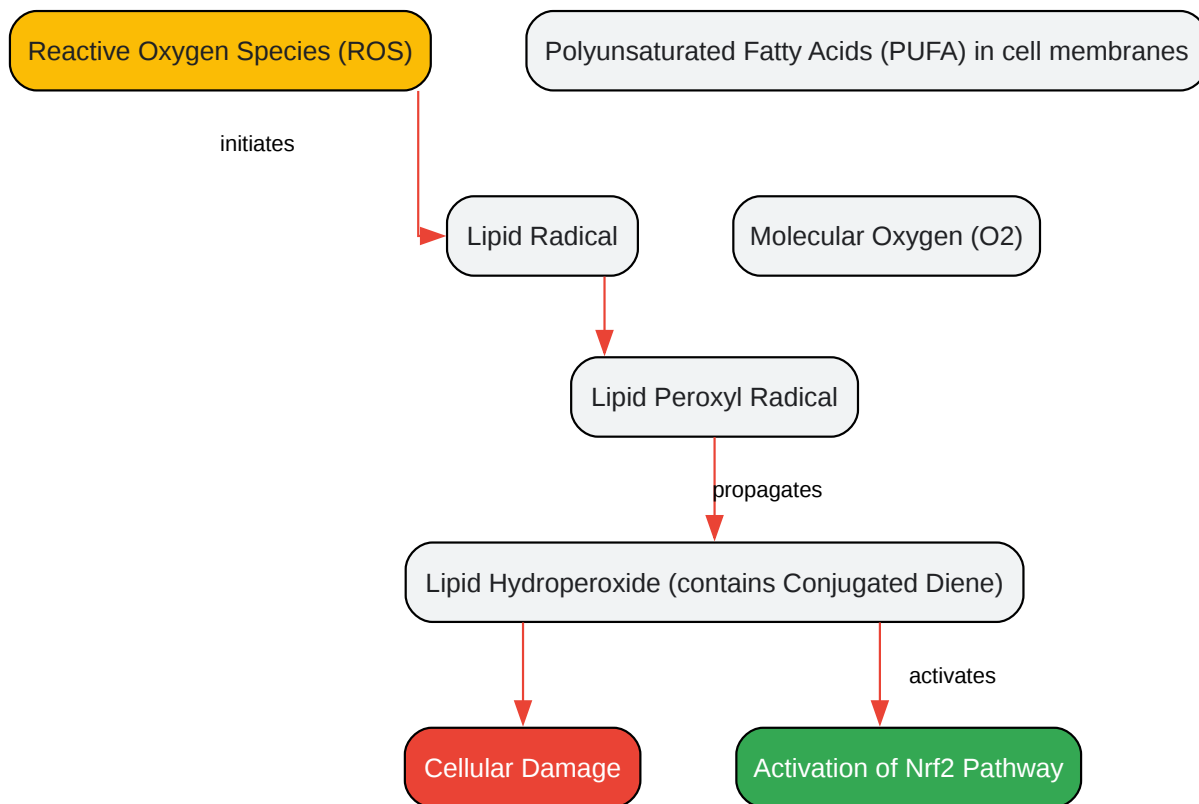 Reactive Oxygen Species (ROS)
Polyunsaturated Fatty Acids (PUFA) in cell membranes
initiates
Lipid Radical
Molecular Oxygen (O2)
Lipid Peroxyl Radical
propagates
Lipid Hydroperoxide (contains Conjugated Diene)
activates
Cellular Damage
Activation of Nrf2 Pathway